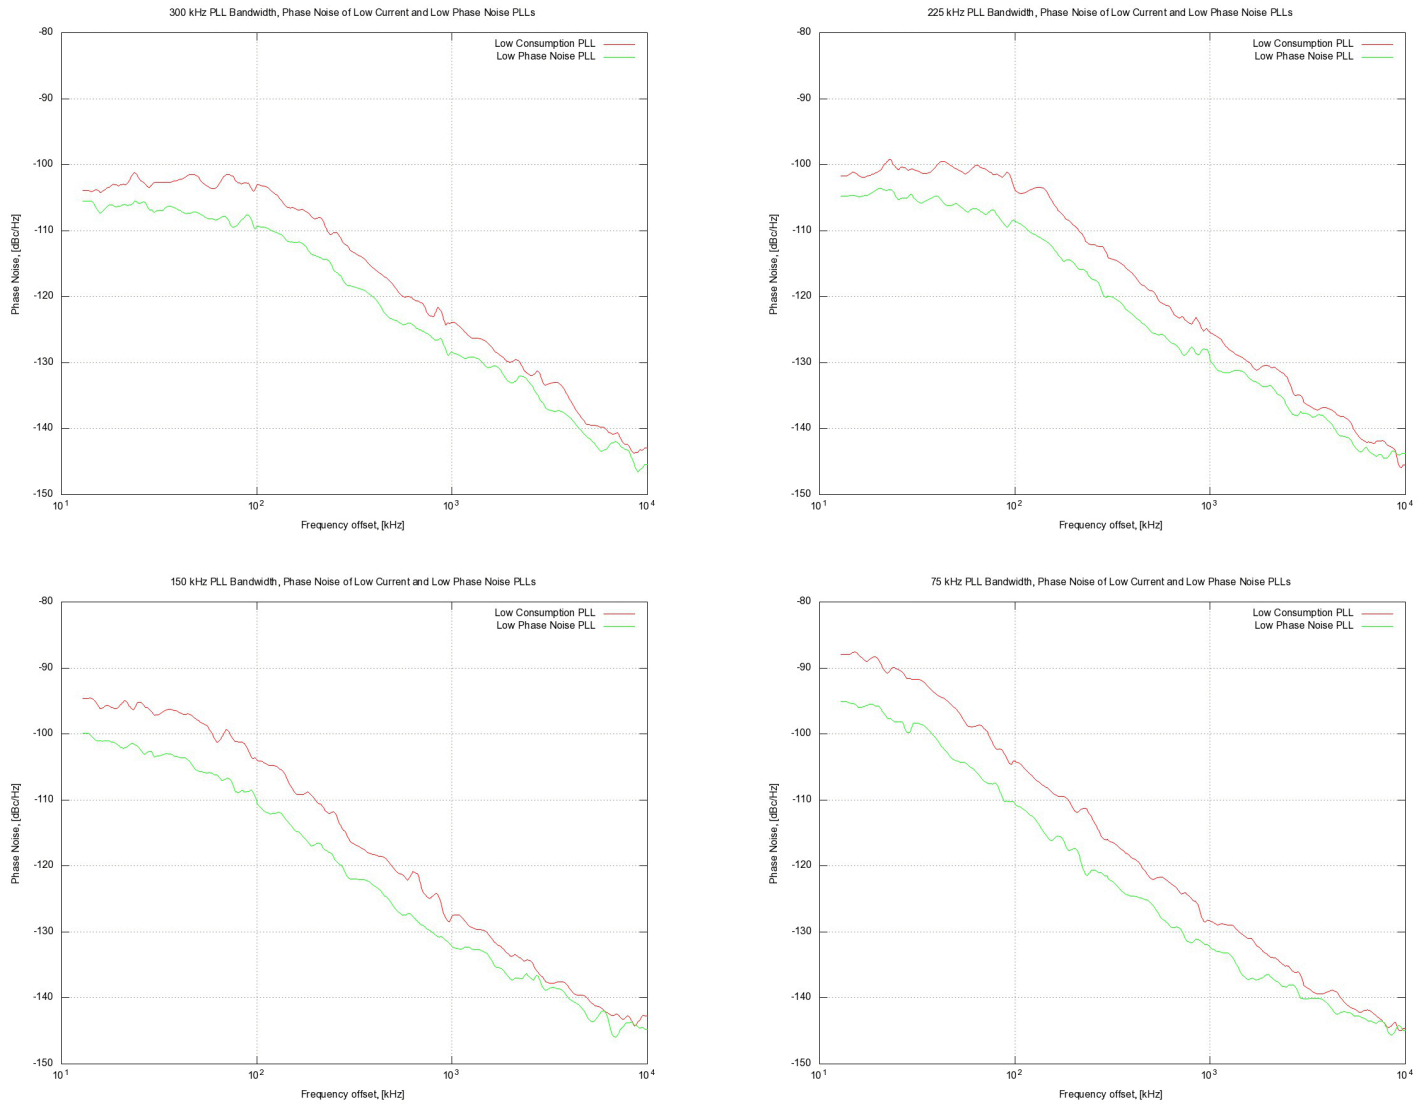 300 kHz PLL Bandwidth, Phase Noise of Low Current and Low Phase Noise PLLs
-80
-90
-100
-110
-120
-130
-140
-150
Phase Noise, [dBc/Hz]
Low Consumption PLL
Low Phase Noise PLL
10^1
10^2
10^3
10^4
Frequency offset, [kHz]
225 kHz PLL Bandwidth, Phase Noise of Low Current and Low Phase Noise PLLs
-80
-90
-100
-110
-120
-130
-140
-150
Phase Noise, [dBc/Hz]
Low Consumption PLL
Low Phase Noise PLL
10^1
10^2
10^3
10^4
Frequency offset, [kHz]
150 kHz PLL Bandwidth, Phase Noise of Low Current and Low Phase Noise PLLs
-80
-90
-100
-110
-120
-130
-140
-150
Phase Noise, [dBc/Hz]
Low Consumption PLL
Low Phase Noise PLL
10^1
10^2
10^3
10^4
Frequency offset, [kHz]
75 kHz PLL Bandwidth, Phase Noise of Low Current and Low Phase Noise PLLs
-80
-90
-100
-110
-120
-130
-140
-150
Phase Noise, [dBc/Hz]
Low Consumption PLL
Low Phase Noise PLL
10^1
10^2
10^3
10^4
Frequency offset, [kHz]